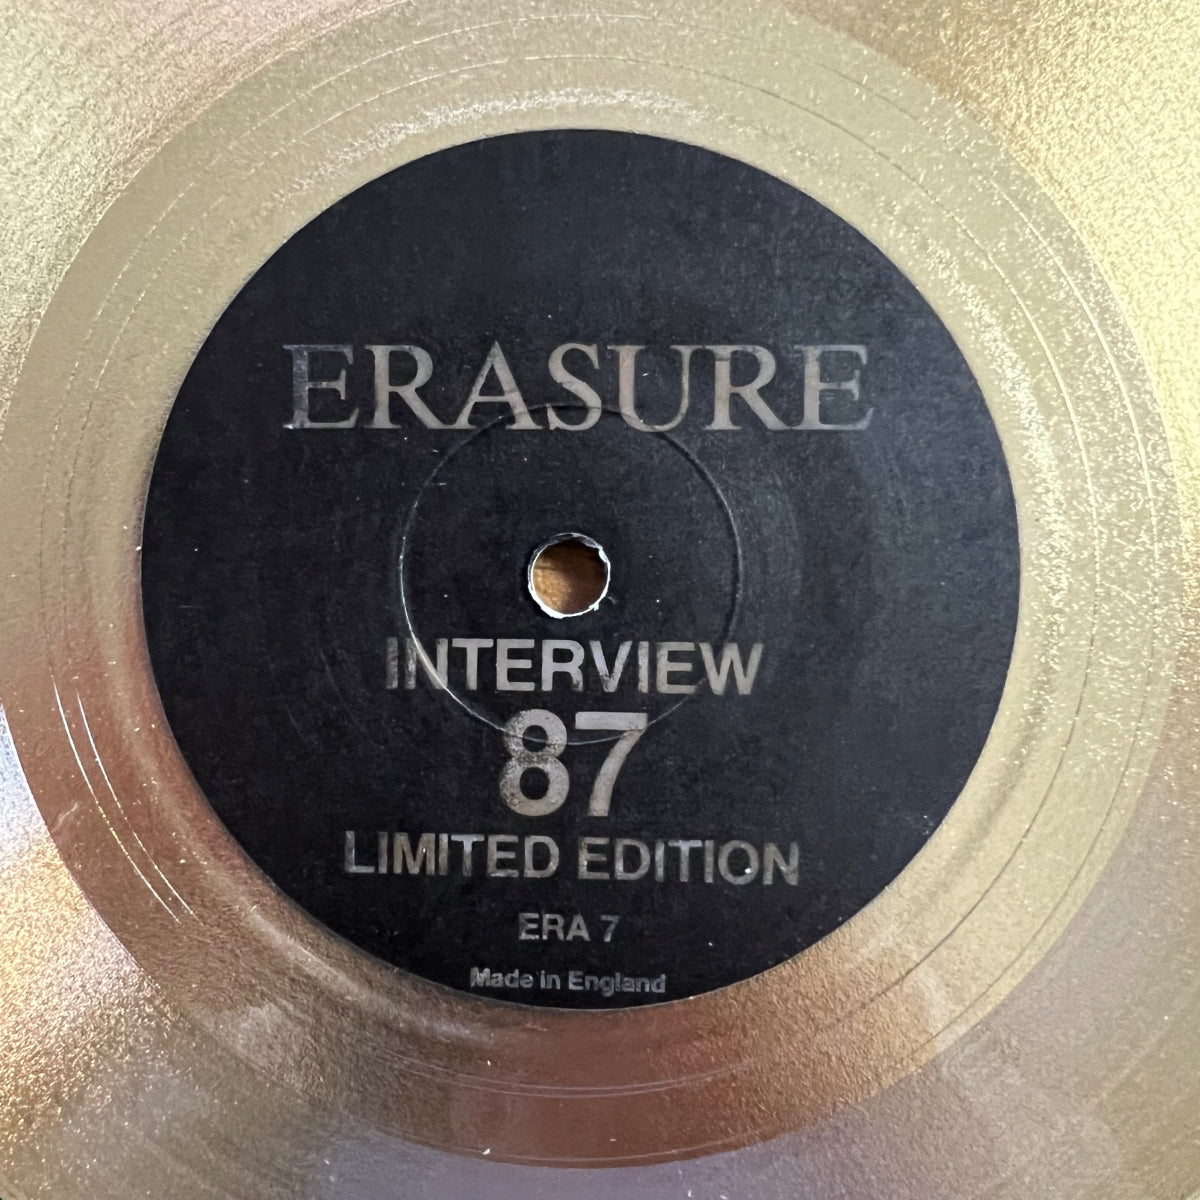 ERASURE
INTERVIEW
87
LIMITED EDITION
ERA 7
Made in England